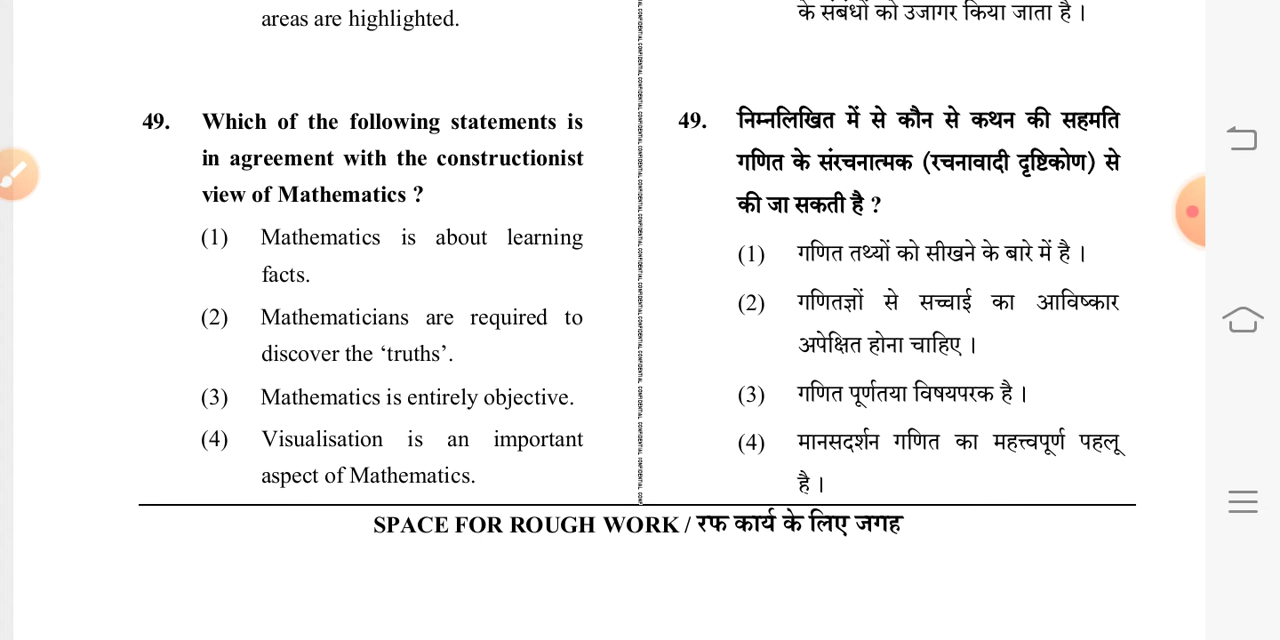 areas are highlighted.
49. Which of the following statements is
in agreement with the constructionist
view of Mathematics ?
(1) Mathematics is about learning
facts.
(2) Mathematicians are required to
discover the ‘truths’.
(3) Mathematics is entirely objective.
(4) Visualisation is an important
aspect of Mathematics.
के संबंधों को उजागर किया जाता है ।
49. निम्नलिखित में से कौन से कथन की सहमति
गणित के संरचनात्मक (रचनावादी दृष्टिकोण) से
की जा सकती है ?
(1) गणित तथ्यों को सीखने के बारे में है ।
(2) गणितज्ञों से सच्चाई का आविष्कार
अपेक्षित होना चाहिए ।
(3) गणित पूर्णतया विषयपरक है ।
(4) मानसदर्शन गणित का महत्त्वपूर्ण पहलू
है ।
SPACE FOR ROUGH WORK / रफ कार्य के लिए जगह